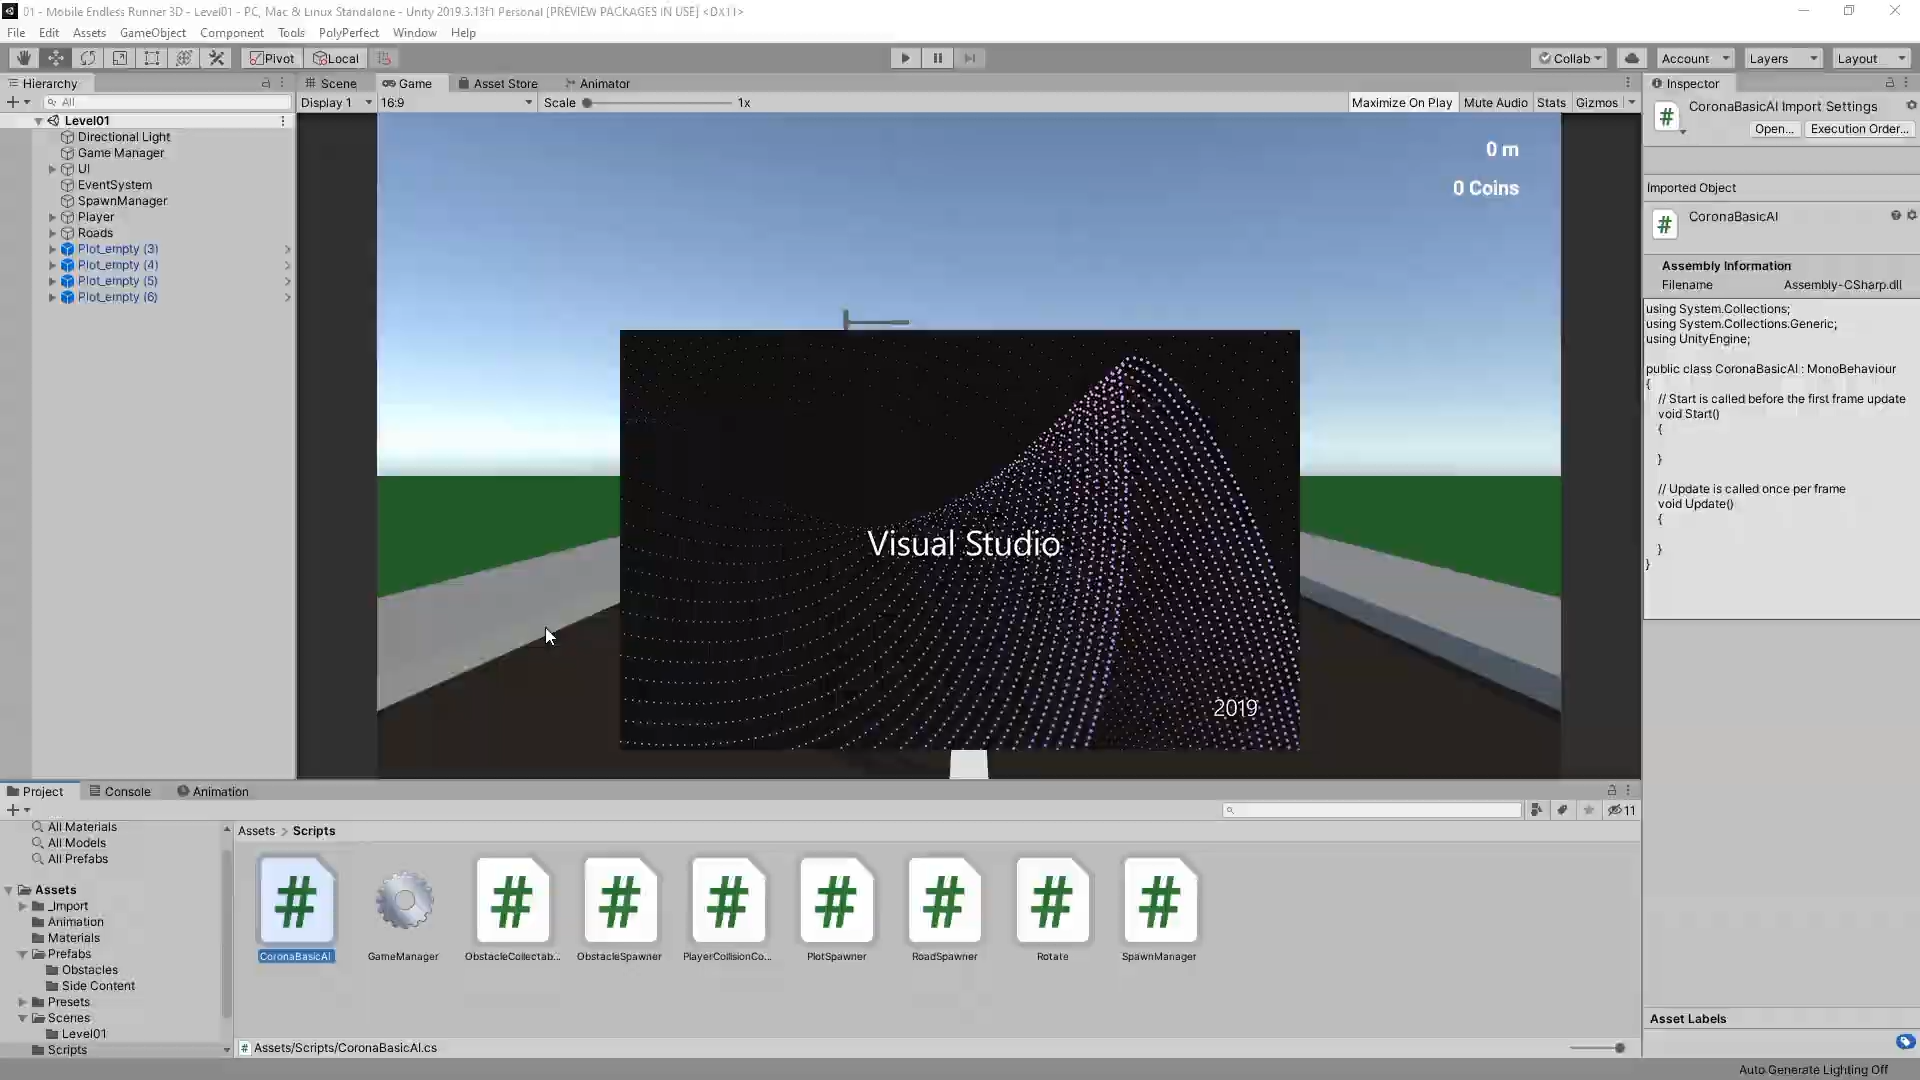 01 - Mobile Endless Runner 3D - Level01 - PC, Mac & Linux Standalone - Unity 2019.3.13f1 Personal [PREVIEW PACKAGES IN USE] <DX11>
File Edit Assets GameObject Component Tools PolyPerfect Window Help
Pivot Local Collab Account Layers Layout
Hierarchy Scene Game Asset Store Animator Inspector
All Display 1 16:9 Scale 1x Maximize On Play Mute Audio Stats Gizmos
Level01
Directional Light
Game Manager
UI
EventSystem
SpawnManager
Player
Roads
Plot_empty (3)
Plot_empty (4)
Plot_empty (5)
Plot_empty (6)
0 m
0 Coins
Visual Studio
2019
CoronaBasicAI Import Settings
Open... Execution Order...
Imported Object
CoronaBasicAI
Assembly Information
Filename Assembly-CSharp.dll
using System.Collections;
using System.Collections.Generic;
using UnityEngine;
public class CoronaBasicAI : MonoBehaviour
{
// Start is called before the first frame update
void Start()
{
}
// Update is called once per frame
void Update()
{
}
}
Project Console Animation
11
All Materials
All Models
All Prefabs
Assets
_Import
Animation
Materials
Prefabs
Obstacles
Side Content
Presets
Scenes
Level01
Scripts
Assets > Scripts
CoronaBasicAI GameManager ObstacleCollectab... ObstacleSpawner PlayerCollisionCo... PlotSpawner RoadSpawner Rotate SpawnManager
Assets/Scripts/CoronaBasicAI.cs
Asset Labels
Auto Generate Lighting Off